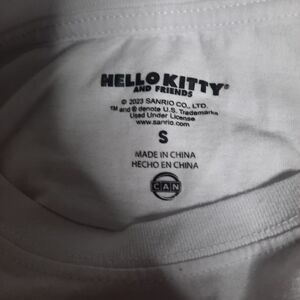 HELLO KITTY®
AND FRIENDS
© 2023 SANRIO CO., LTD.
™ and ® denote U.S. Trademarks
Used Under License
www.sanrio.com
S
MADE IN CHINA
HECHO EN CHINA
CAN